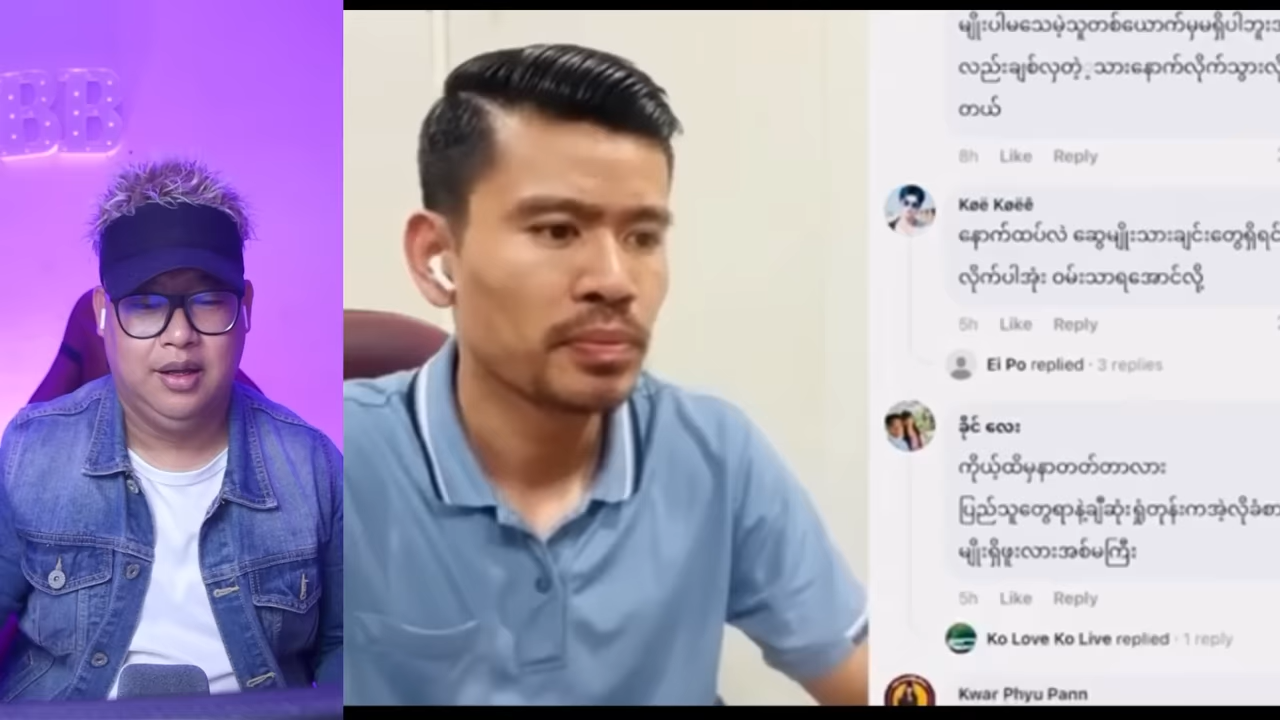 BB
မျိုးပါမသေမဲ့သူတစ်ယောက်မှမရှိပါဘူး
လည်းချစ်လှတဲ့ သားနောက်လိုက်သွားလို
တယ်
8h Like Reply
Køë Køëê
နောက်ထပ်လဲ ဆွေမျိုးသားချင်းတွေရှိရင်
လိုက်ပါအုံး ဝမ်းသာရအောင်လို့
5h Like Reply
Ei Po replied · 3 replies
ခိုင် လေး
ကိုယ့်ထိမှနာတတ်တာလား
ပြည်သူတွေရာနဲ့ချီဆုံးရှုံတုန်းကအဲ့လိုခံစာ
မျိုးရှိဖူးလားအစ်မကြီး
5h Like Reply
Ko Love Ko Live replied · 1 reply
Kwar Phyu Pann